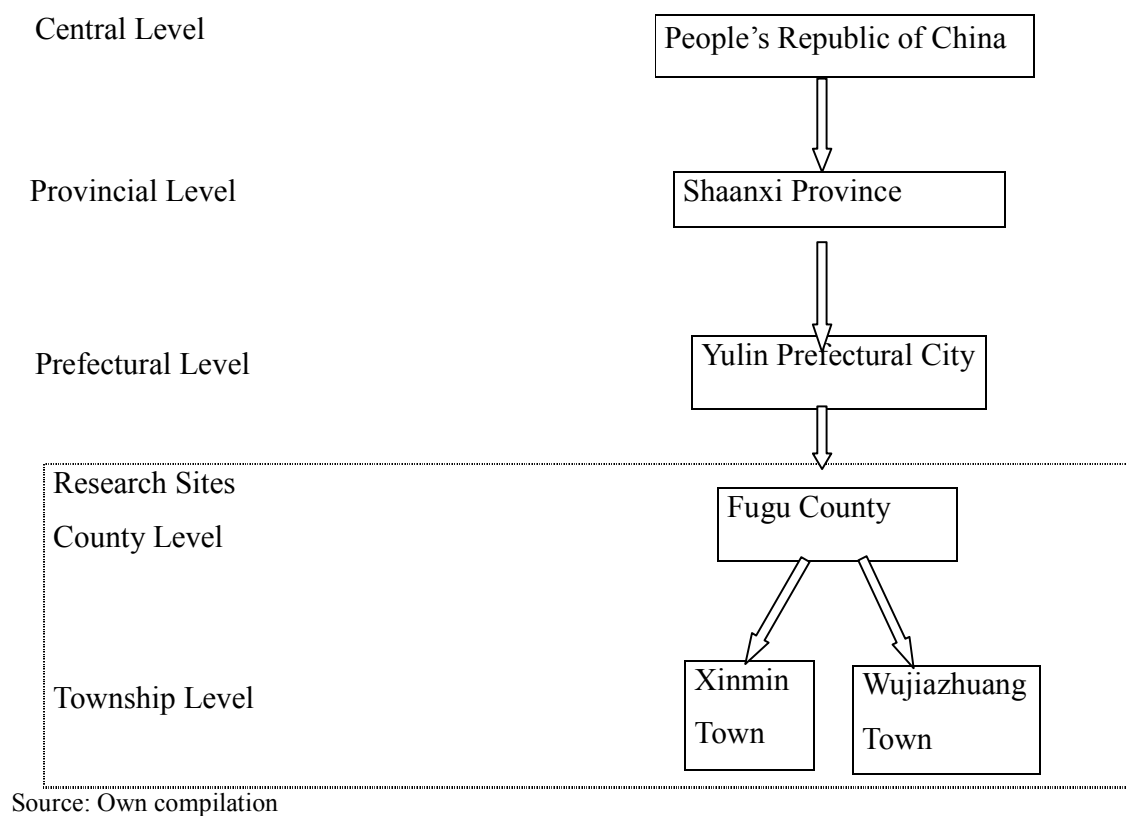 Central Level
People’s Republic of China
Provincial Level
Shaanxi Province
Prefectural Level
Yulin Prefectural City
Research Sites
County Level
Fugu County
Township Level
Xinmin
Town
Wujiazhuang
Town
Source: Own compilation